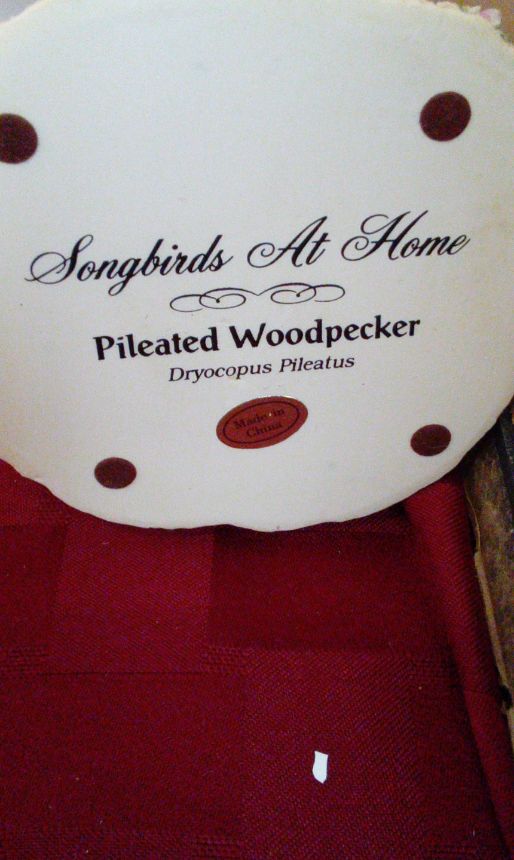 Songbirds At Home
Pileated Woodpecker
Dryocopus Pileatus
Made in
China